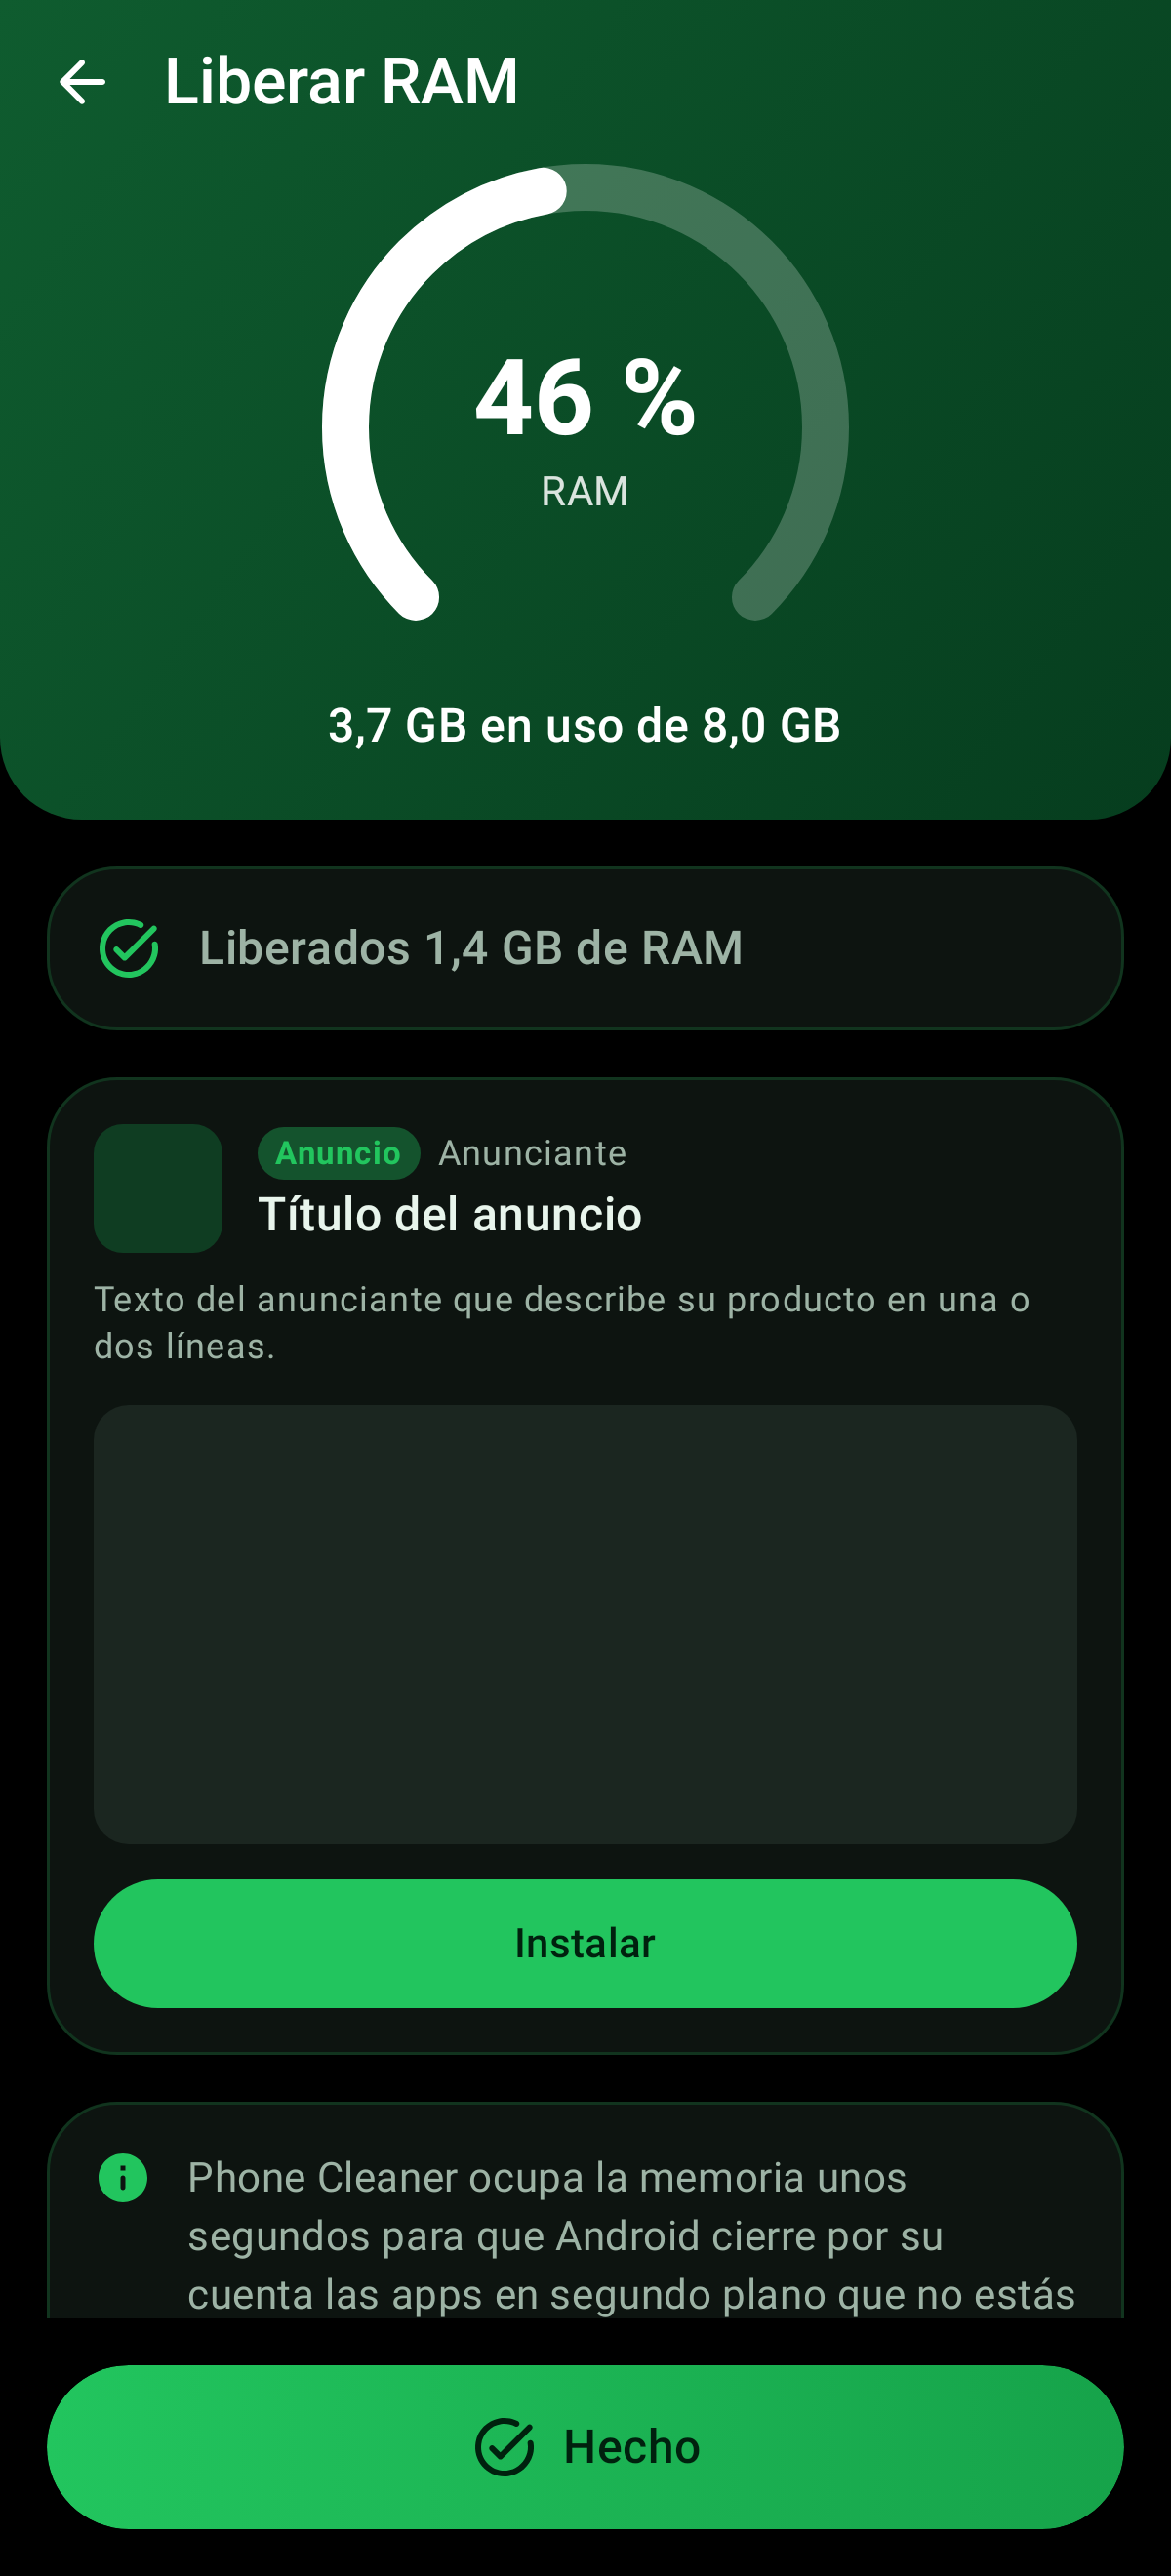 Liberar RAM
46 %
RAM
3,7 GB en uso de 8,0 GB
Liberados 1,4 GB de RAM
Anuncio Anunciante
Título del anuncio
Texto del anunciante que describe su producto en una o
dos líneas.
Instalar
Phone Cleaner ocupa la memoria unos
segundos para que Android cierre por su
cuenta las apps en segundo plano que no estás
Hecho